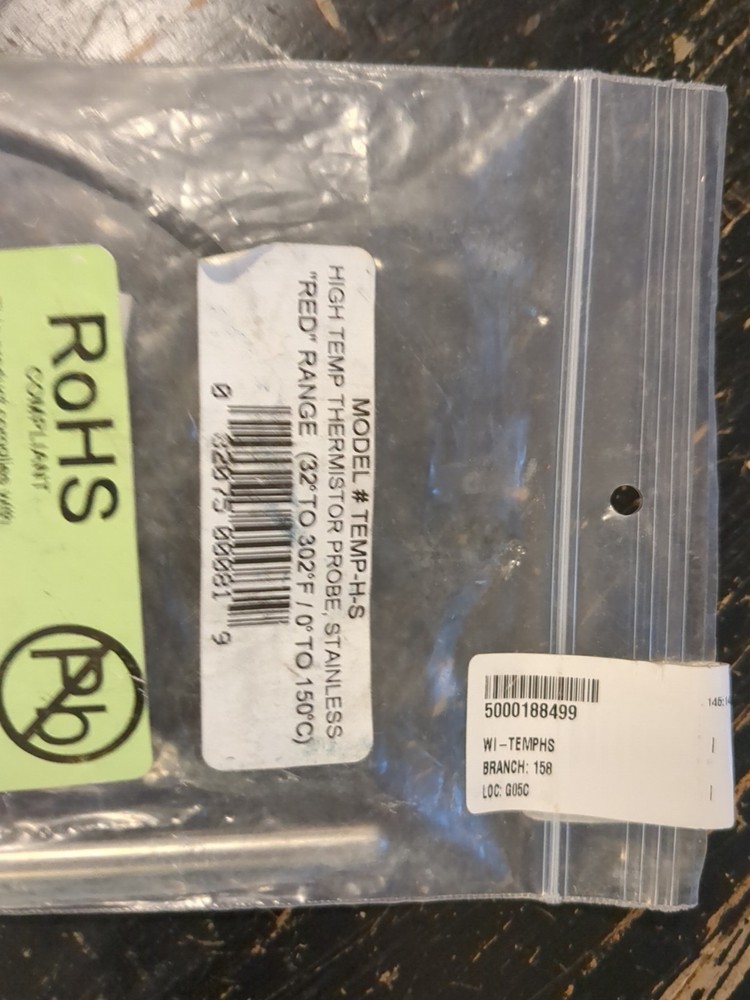 MODEL # TEMP-H-S
HIGH TEMP THERMISTOR PROBE, STAINLESS
"RED" RANGE (32° TO 302°F / 0° TO 150°C)
0 32075 00081 9
RoHS
COMPLIANT
Pb
5000188499
WI-TEMPHS
BRANCH: 158
LOC: G05C